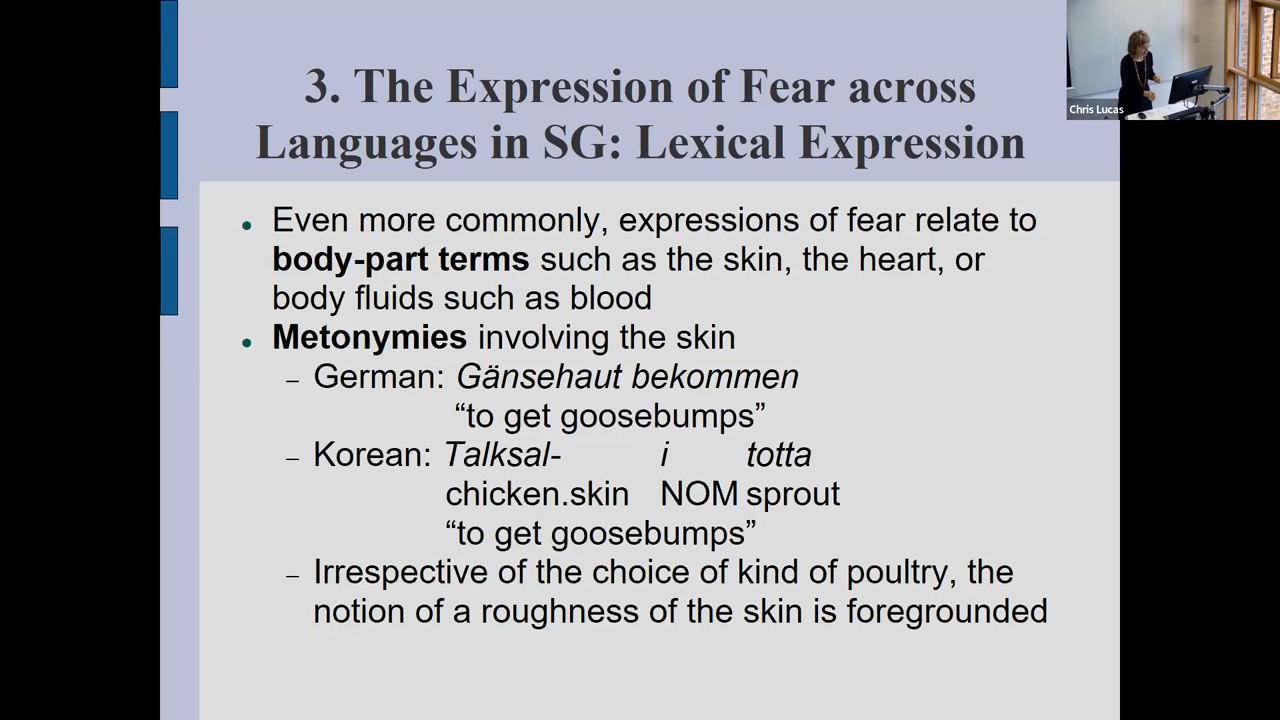 3. The Expression of Fear across
Languages in SG: Lexical Expression
Chris Lucas
• Even more commonly, expressions of fear relate to
body-part terms such as the skin, the heart, or
body fluids such as blood
• Metonymies involving the skin
– German: Gänsehaut bekommen
“to get goosebumps”
– Korean: Talksal- i totta
chicken.skin NOM sprout
“to get goosebumps”
– Irrespective of the choice of kind of poultry, the
notion of a roughness of the skin is foregrounded